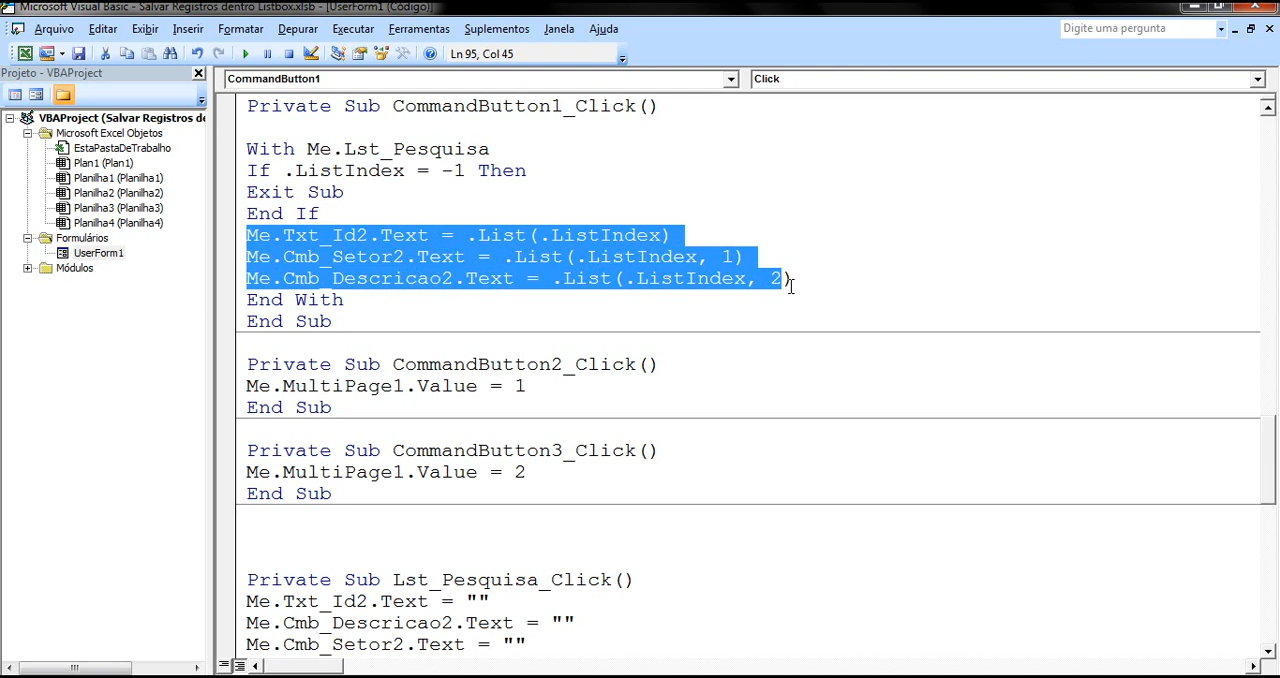 Microsoft Visual Basic - Salvar Registros dentro Listbox.xlsb - [UserForm1 (Código)]
Arquivo Editar Exibir Inserir Formatar Depurar Executar Ferramentas Suplementos Janela Ajuda Digite uma pergunta
Ln 95, Col 45
Projeto - VBAProject
CommandButton1 Click
VBAProject (Salvar Registros de
Microsoft Excel Objetos
EstaPastaDeTrabalho
Plan1 (Plan1)
Planilha1 (Planilha1)
Planilha2 (Planilha2)
Planilha3 (Planilha3)
Planilha4 (Planilha4)
Formulários
UserForm1
Módulos
Private Sub CommandButton1_Click()
With Me.Lst_Pesquisa
If .ListIndex = -1 Then
Exit Sub
End If
Me.Txt_Id2.Text = .List(.ListIndex)
Me.Cmb_Setor2.Text = .List(.ListIndex, 1)
Me.Cmb_Descricao2.Text = .List(.ListIndex, 2)
End With
End Sub
Private Sub CommandButton2_Click()
Me.MultiPage1.Value = 1
End Sub
Private Sub CommandButton3_Click()
Me.MultiPage1.Value = 2
End Sub
Private Sub Lst_Pesquisa_Click()
Me.Txt_Id2.Text = ""
Me.Cmb_Descricao2.Text = ""
Me.Cmb_Setor2.Text = ""